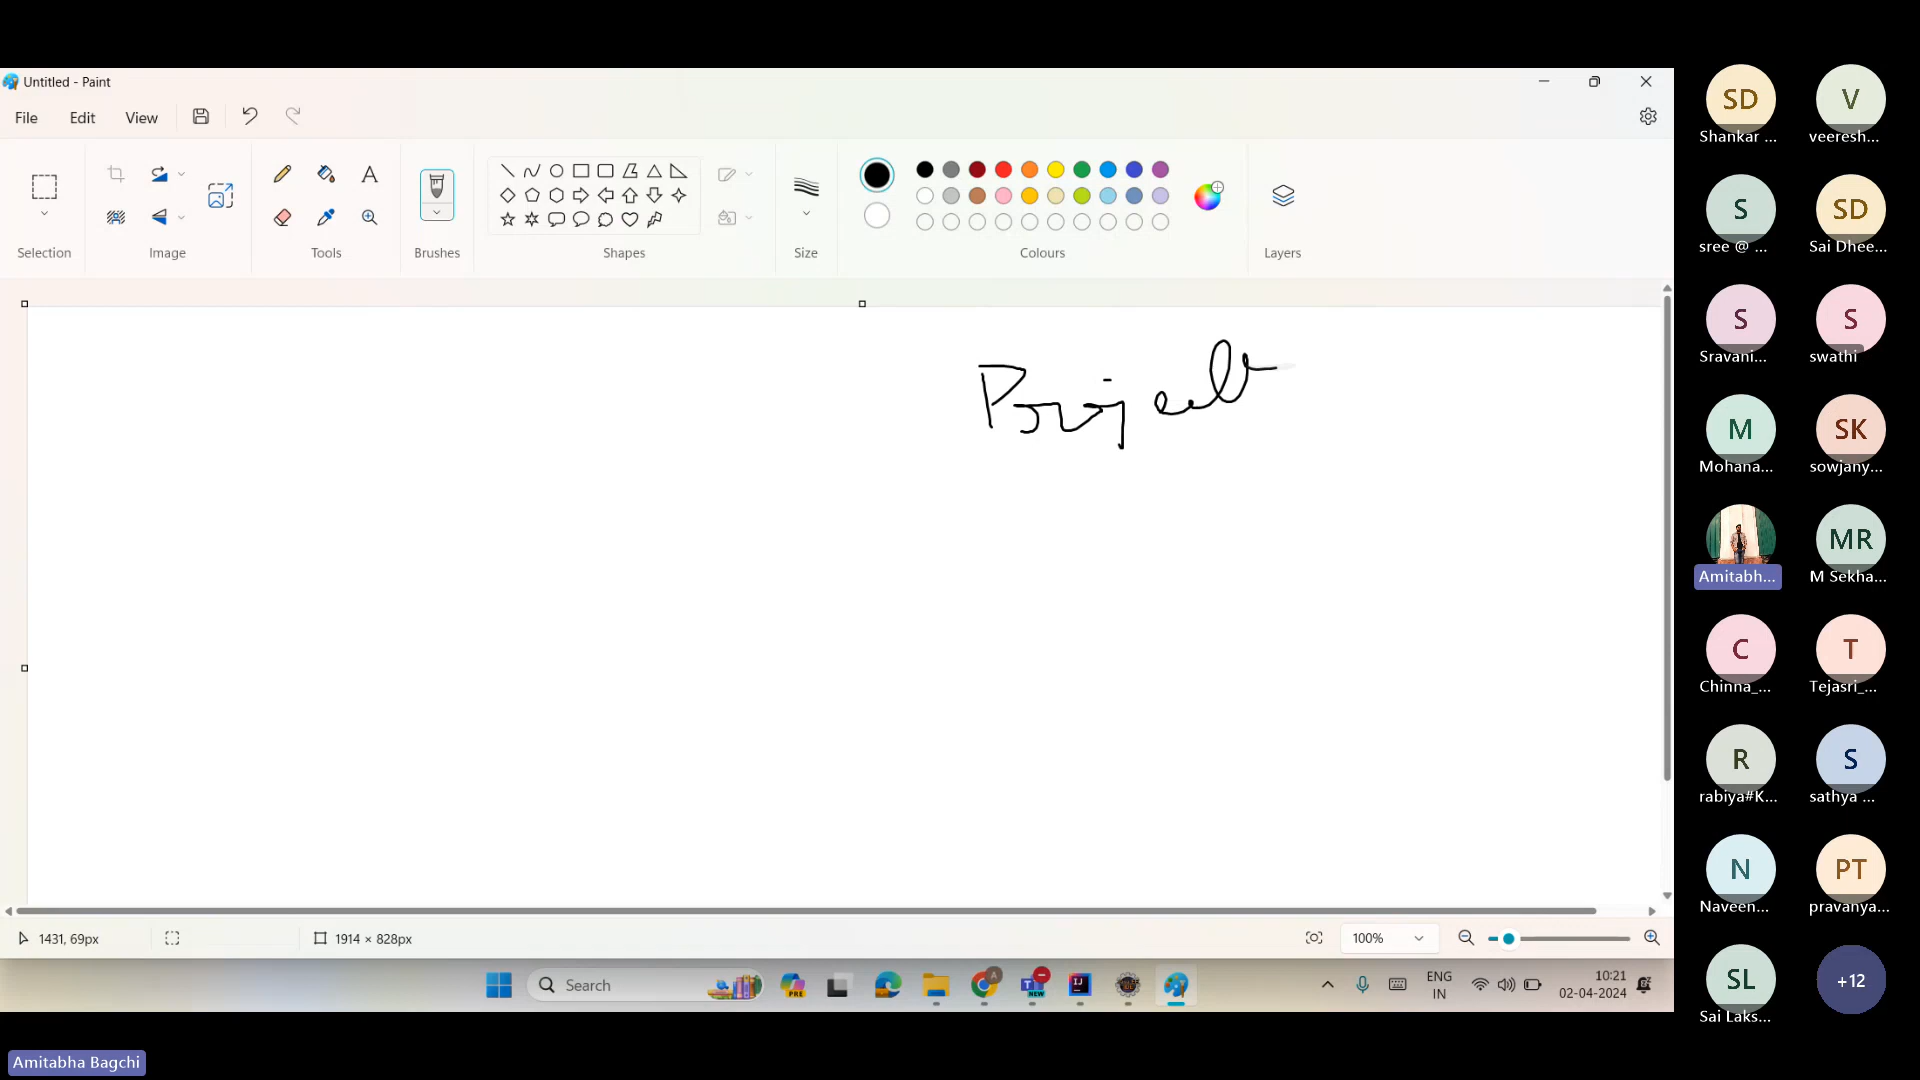 Untitled - Paint
File Edit View
Selection Image Tools Brushes Shapes Size Colours Layers
Project
1431, 69px 1914 × 828px 100%
Search PRE NEW ENG IN 10:21 02-04-2024
SD V
Shankar ... veeresh...
S SD
sree @ ... Sai Dhee...
S S
Sravani... swathi
M SK
Mohana... sowjany...
MR
Amitabh... M Sekha...
C T
Chinna_... Tejasri_...
R S
rabiya#K... sathya ...
N PT
Naveen... pravanya...
SL +12
Sai Laks...
Amitabha Bagchi